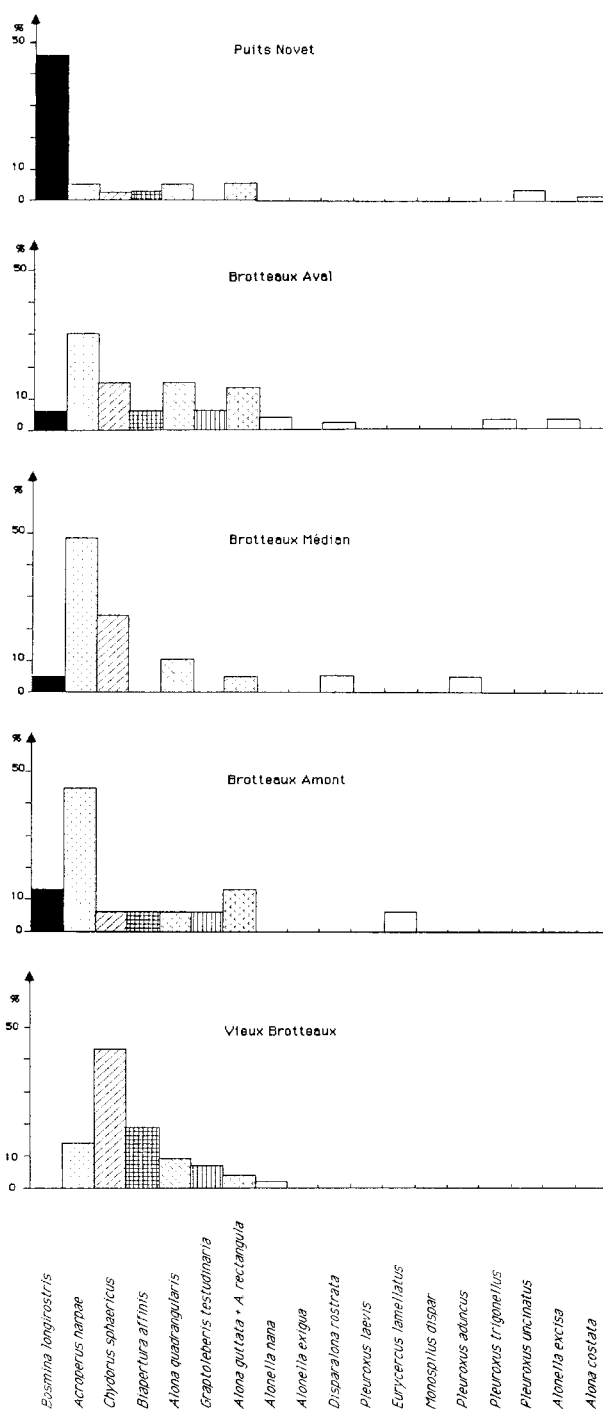 %
50
Puits Novet
10
0
%
50
Brotteaux Aval
10
0
%
50
Brotteaux Médian
10
0
%
50
Brotteaux Amont
10
0
%
50
Vieux Brotteaux
10
0
Bosmina longirostris
Acroperus harpae
Chydorus sphaericus
Biapertura affinis
Alona quadrangularis
Graptoleberis testudinaria
Alona guttata + A. rectangula
Alonella nana
Alonella exigua
Disparalona rostrata
Pleuroxus laevis
Eurycercus lamellatus
Monospilus dispar
Pleuroxus aduncus
Pleuroxus trigonellus
Pleuroxus uncinatus
Alonella excisa
Alona costata